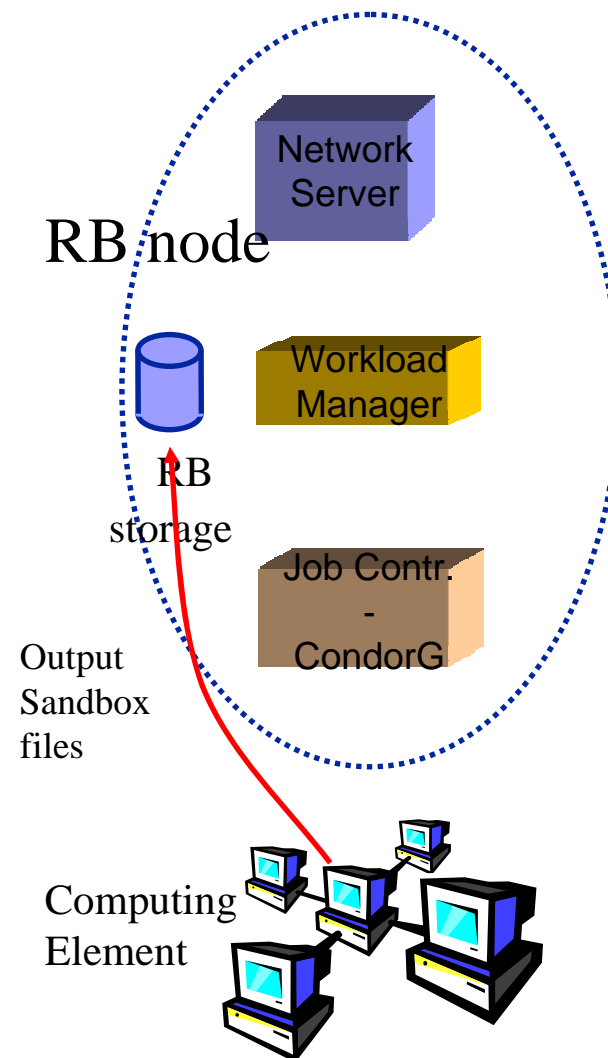 Network
Server
RB node
Workload
Manager
RB
storage
Job Contr.
-
CondorG
Output
Sandbox
files
Computing
Element